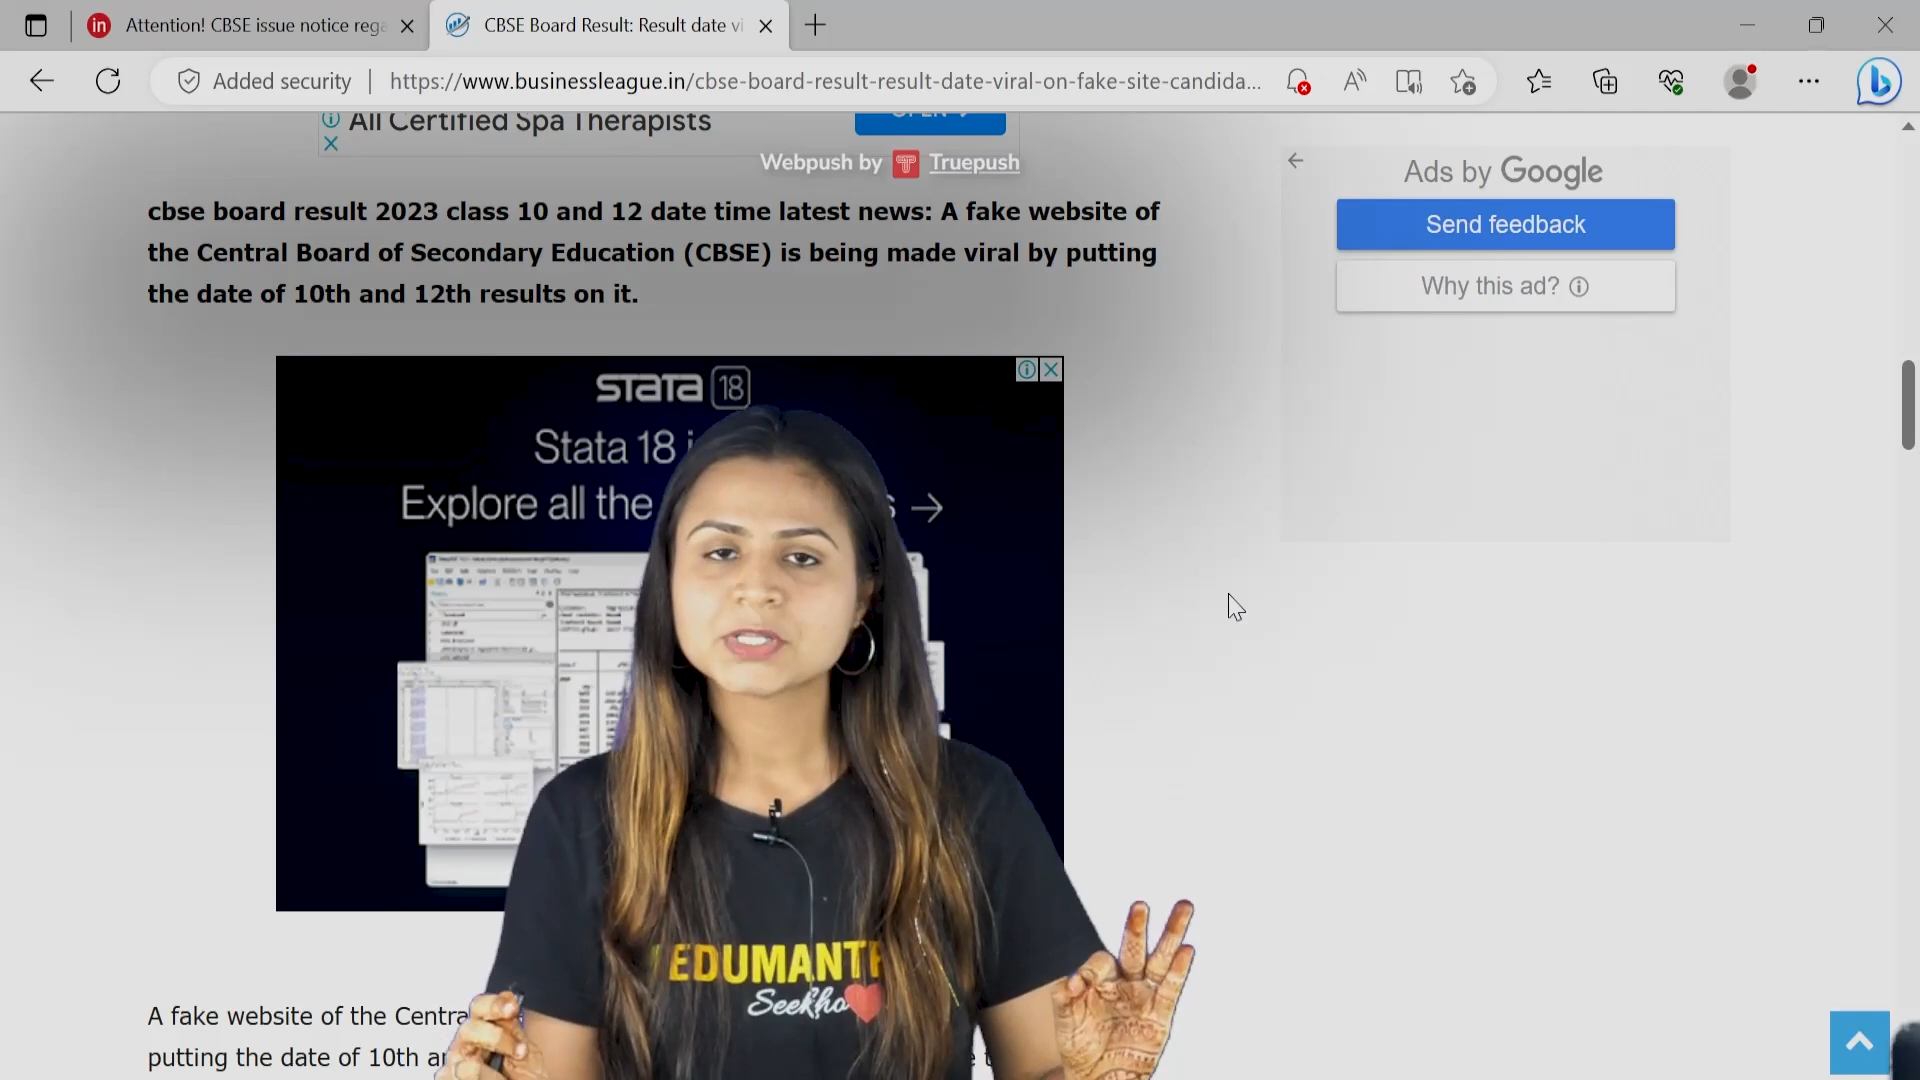 Attention! CBSE issue notice rega
CBSE Board Result: Result date vi
Added security
https://www.businessleague.in/cbse-board-result-result-date-viral-on-fake-site-candida...
All Certified Spa Therapists
OPEN
Webpush by Truepush
Ads by Google
Send feedback
Why this ad?
cbse board result 2023 class 10 and 12 date time latest news: A fake website of
the Central Board of Secondary Education (CBSE) is being made viral by putting
the date of 10th and 12th results on it.
stata 18
Stata 18 i
Explore all the
EDUMANT
Seekho
A fake website of the Centra
putting the date of 10th a